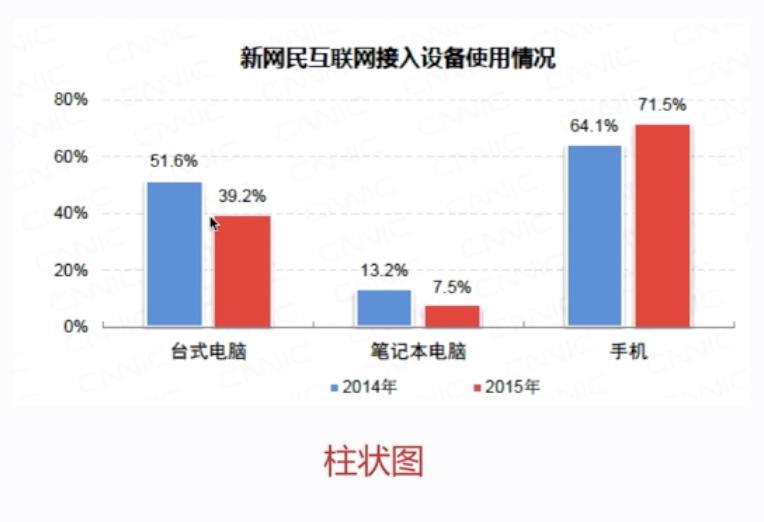 新网民互联网接入设备使用情况
80%
60%
40%
20%
0%
51.6%
39.2%
13.2%
7.5%
64.1%
71.5%
台式电脑
笔记本电脑
手机
2014年
2015年
柱状图
CNNIC